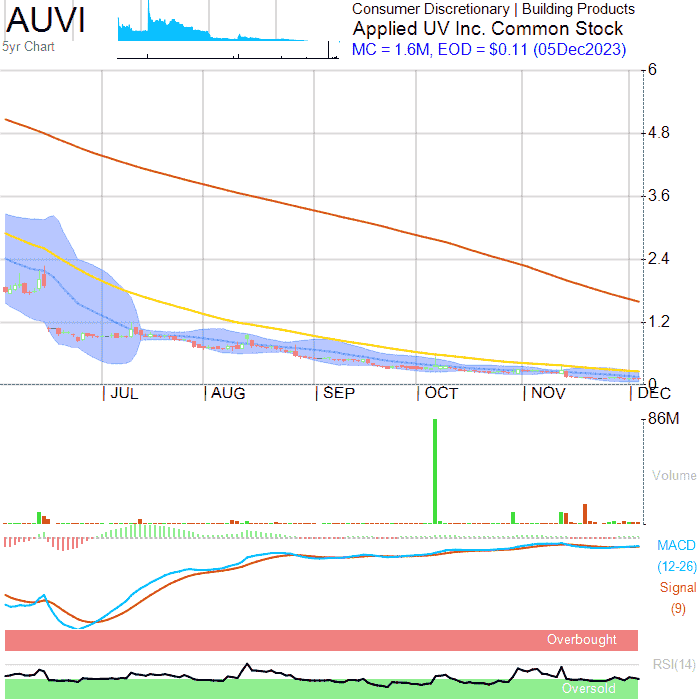 AUVI
5yr Chart
Consumer Discretionary | Building Products
Applied UV Inc. Common Stock
MC = 1.6M, EOD = $0.11 (05Dec2023)
6
4.8
3.6
2.4
1.2
0
| JUL | AUG | SEP | OCT | NOV | DEC
86M
Volume
MACD
(12-26)
Signal
(9)
Overbought
RSI(14)
Oversold